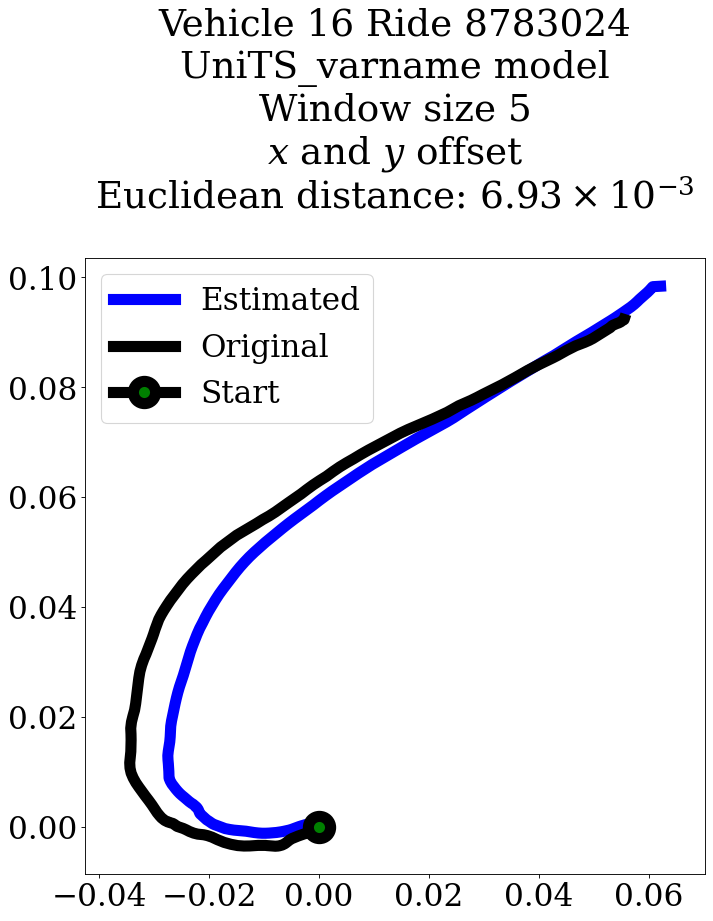 Vehicle 16 Ride 8783024
UniTS_varname model
Window size 5
x and y offset
Euclidean distance: 6.93 × 10⁻³
Estimated
Original
Start
0.10
0.08
0.06
0.04
0.02
0.00
−0.04 −0.02 0.00 0.02 0.04 0.06